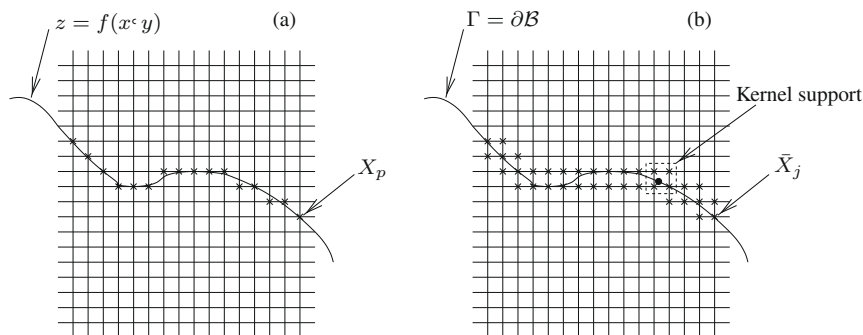 z = f(x‘ y)
(a)
X_p
Γ = ∂ℬ
(b)
Kernel support
X̄_j